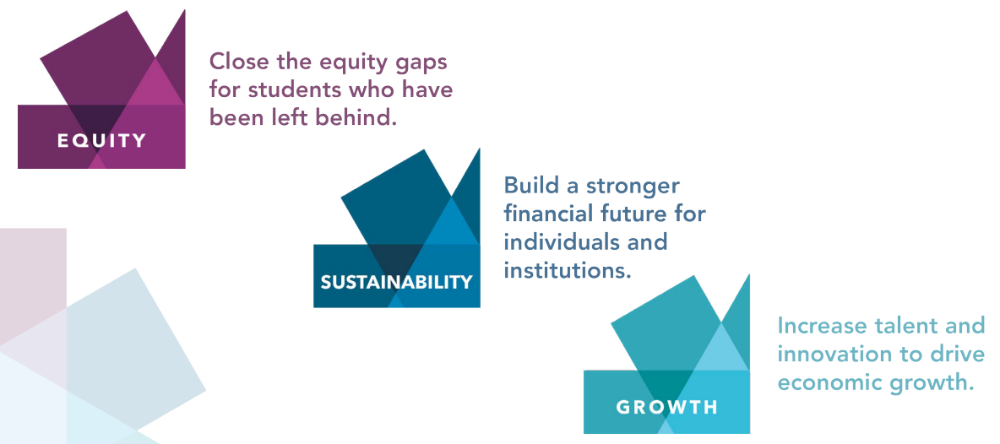 EQUITY
Close the equity gaps
for students who have
been left behind.
SUSTAINABILITY
Build a stronger
financial future for
individuals and
institutions.
GROWTH
Increase talent and
innovation to drive
economic growth.